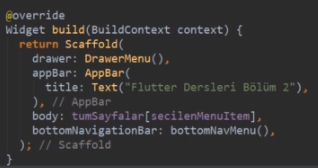 @override
Widget build(BuildContext context) {
  return Scaffold(
    drawer: DrawerMenu(),
    appBar: AppBar(
      title: Text("Flutter Dersleri Bölüm 2"),
    ), // AppBar
    body: tumSayfalar[secilenMenuItem],
    bottomNavigationBar: bottomNavMenu(),
  ); // Scaffold
}